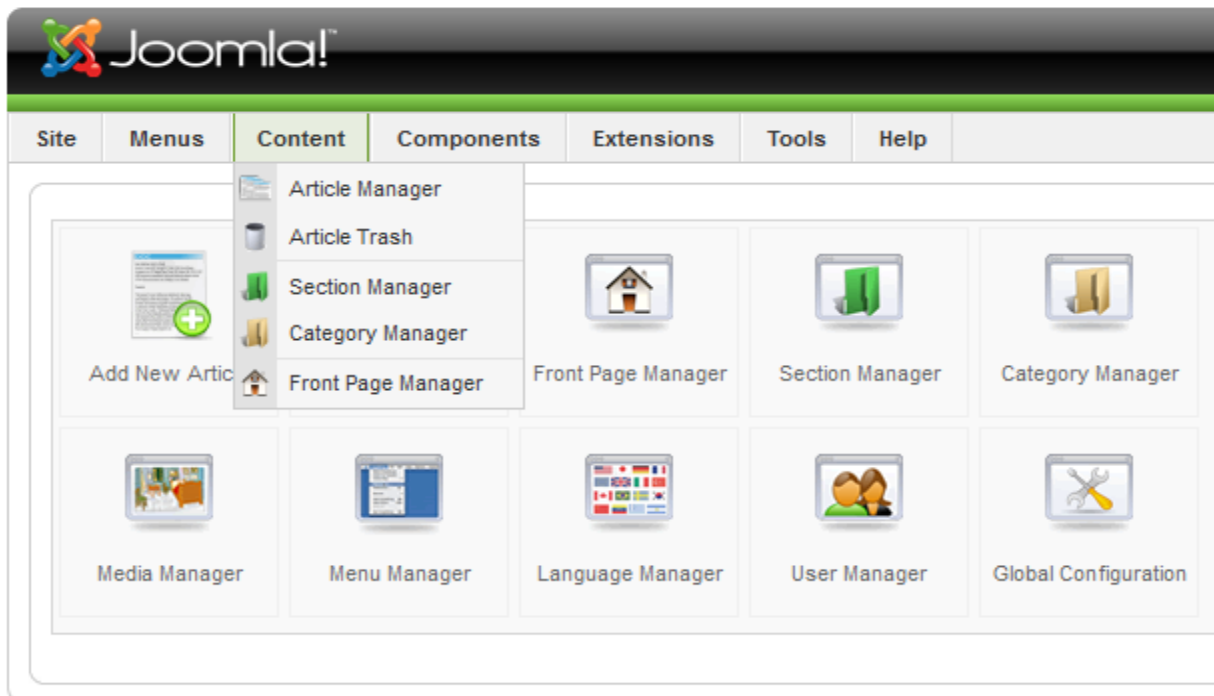 Joomla!™
Site Menus Content Components Extensions Tools Help
Article Manager
Article Trash
Section Manager
Category Manager
Front Page Manager
Add New Artic
Front Page Manager
Section Manager
Category Manager
Media Manager
Menu Manager
Language Manager
User Manager
Global Configuration